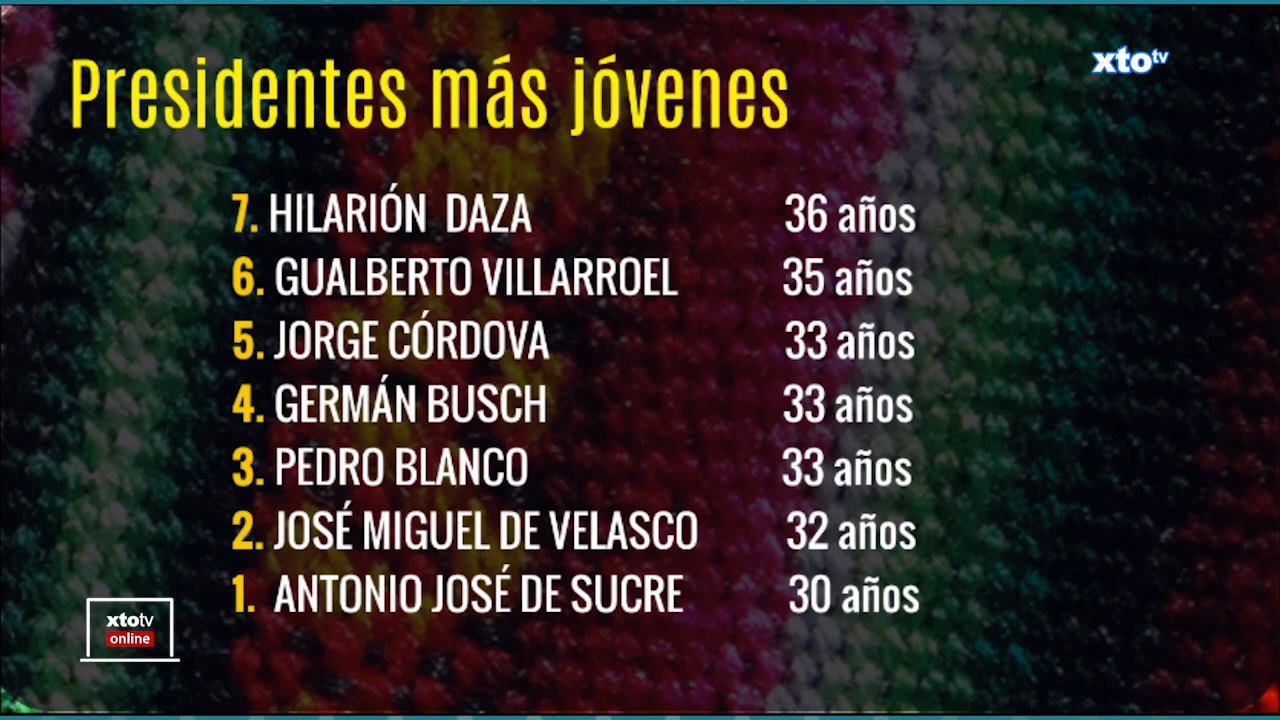 xtotv
Presidentes más jóvenes
7. HILARIÓN DAZA 36 años
6. GUALBERTO VILLARROEL 35 años
5. JORGE CÓRDOVA 33 años
4. GERMÁN BUSCH 33 años
3. PEDRO BLANCO 33 años
2. JOSÉ MIGUEL DE VELASCO 32 años
1. ANTONIO JOSÉ DE SUCRE 30 años
xtotv
online